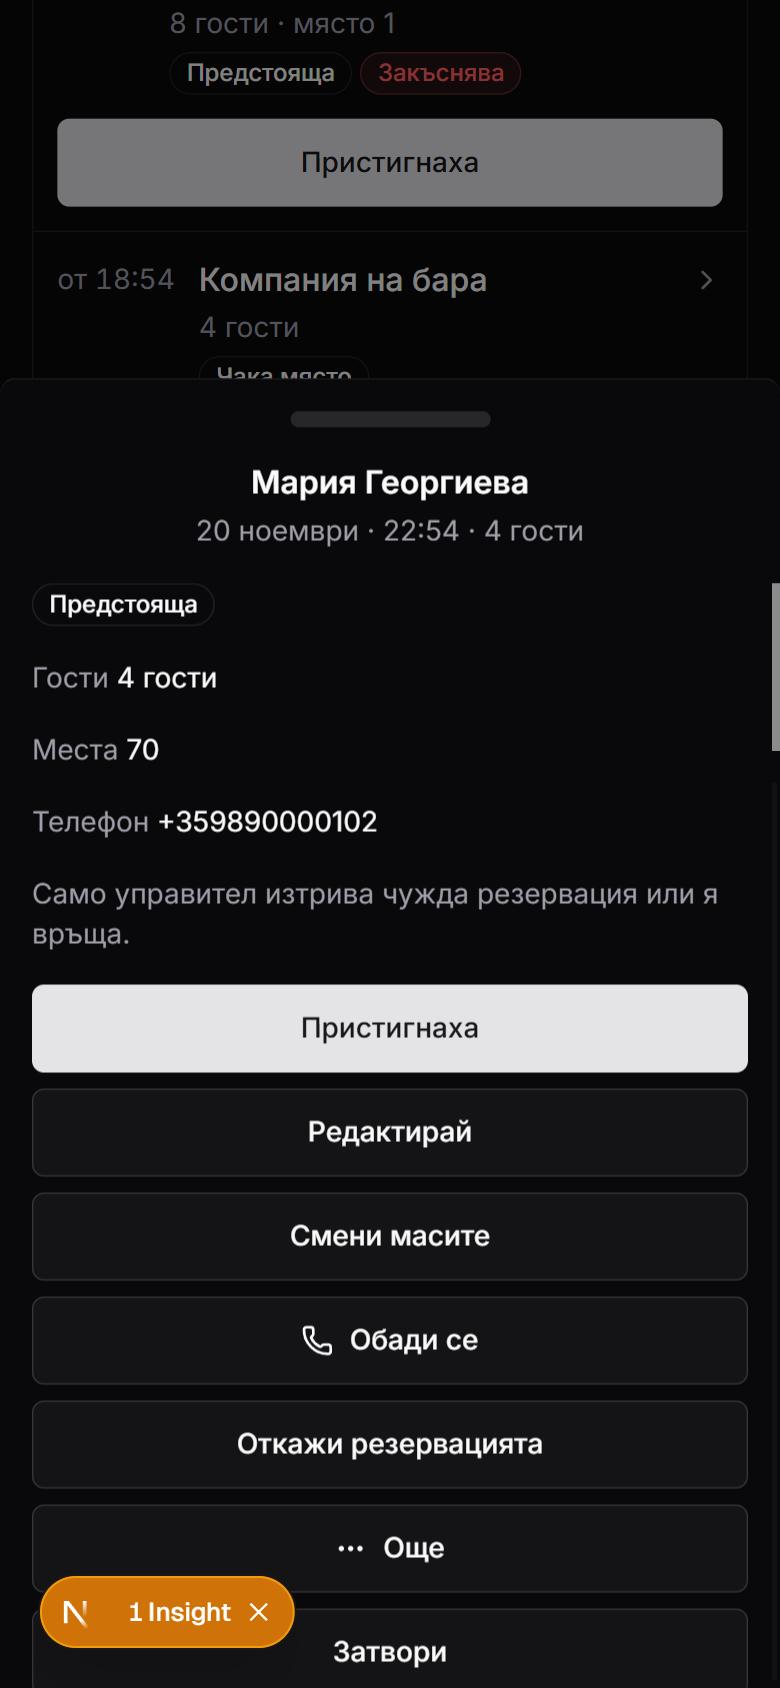 8 гости · място 1
Предстояща
Закъснява
Пристигнаха
от 18:54
Компания на бара
4 гости
Чака място
Мария Георгиева
20 ноември · 22:54 · 4 гости
Предстояща
Гости 4 гости
Места 70
Телефон +359890000102
Само управител изтрива чужда резервация или я
връща.
Пристигнаха
Редактирай
Смени масите
Обади се
Откажи резервацията
Още
1 Insight
Затвори